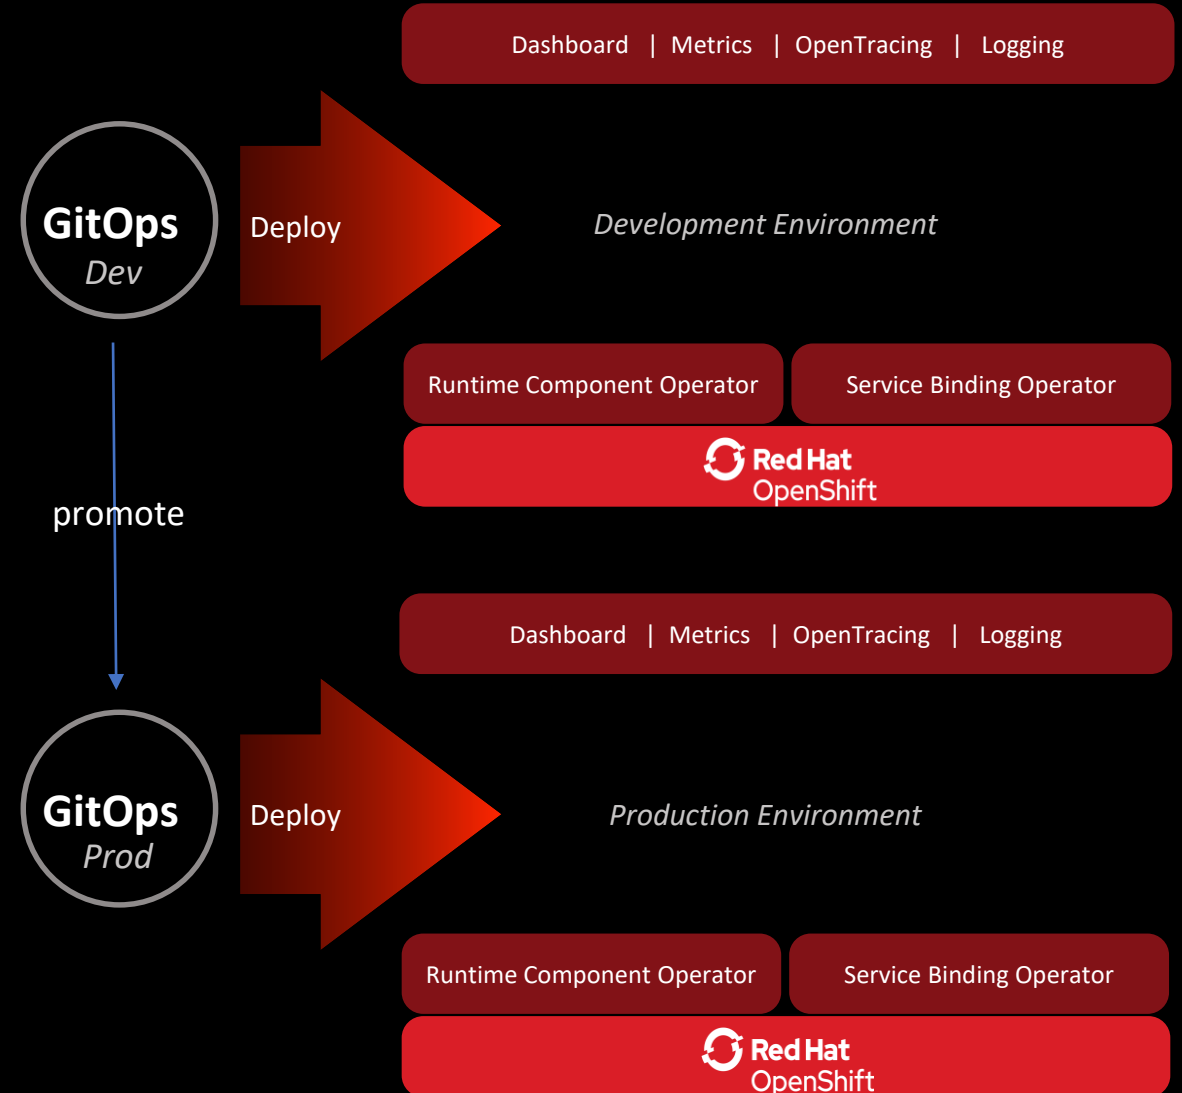 Dashboard | Metrics | OpenTracing | Logging
GitOps
Dev
Deploy
Development Environment
Runtime Component Operator
Service Binding Operator
Red Hat
OpenShift
promote
Dashboard | Metrics | OpenTracing | Logging
GitOps
Prod
Deploy
Production Environment
Runtime Component Operator
Service Binding Operator
Red Hat
OpenShift